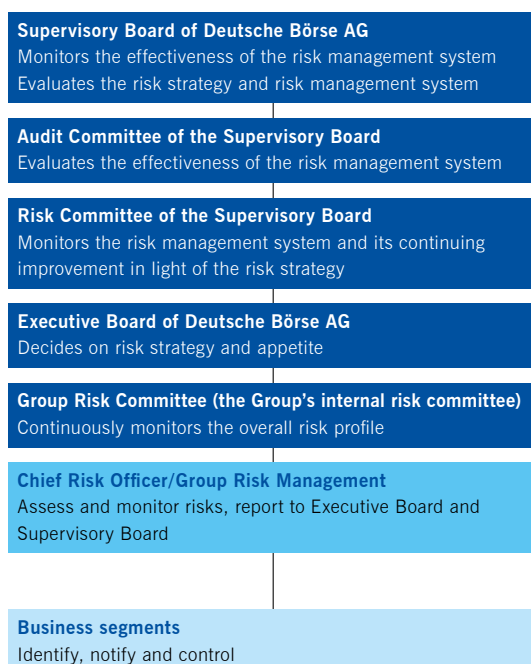 Supervisory Board of Deutsche Börse AG
Monitors the effectiveness of the risk management system
Evaluates the risk strategy and risk management system
Audit Committee of the Supervisory Board
Evaluates the effectiveness of the risk management system
Risk Committee of the Supervisory Board
Monitors the risk management system and its continuing
improvement in light of the risk strategy
Executive Board of Deutsche Börse AG
Decides on risk strategy and appetite
Group Risk Committee (the Group’s internal risk committee)
Continuously monitors the overall risk profile
Chief Risk Officer/Group Risk Management
Assess and monitor risks, report to Executive Board and
Supervisory Board
Business segments
Identify, notify and control